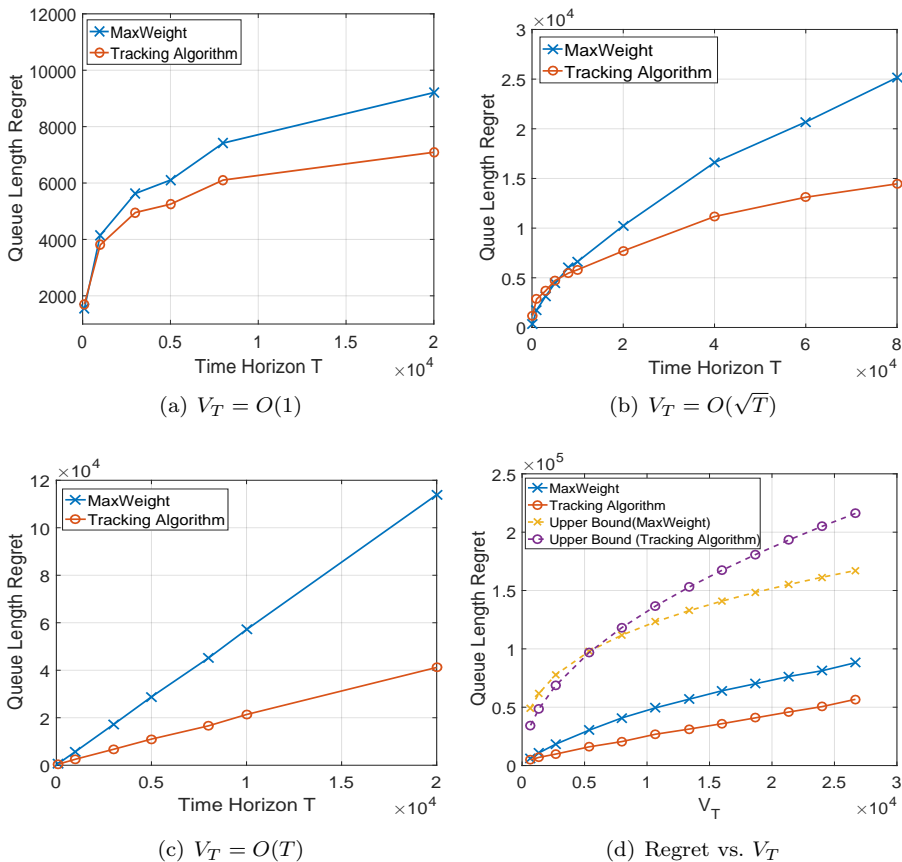 12000
10000
8000
6000
4000
2000
Queue Length Regret
MaxWeight
Tracking Algorithm
0 0.5 1 1.5 2
Time Horizon T
×10^4
(a) V_T = O(1)
×10^4
3
2.5
2
1.5
1
0.5
0
Quue Length Regret
MaxWeight
Tracking Algorithm
0 2 4 6 8
Time Horizon T
×10^4
(b) V_T = O(√T)
×10^4
12
10
8
6
4
2
0
Queue Length Regret
MaxWeight
Tracking Algorithm
0 0.5 1 1.5 2
Time Horizon T
×10^4
(c) V_T = O(T)
×10^5
2.5
2
1.5
1
0.5
0
Queue Length Regret
MaxWeight
Tracking Algorithm
Upper Bound(MaxWeight)
Upper Bound (Tracking Algorithm)
0 0.5 1 1.5 2 2.5 3
V_T
×10^4
(d) Regret vs. V_T